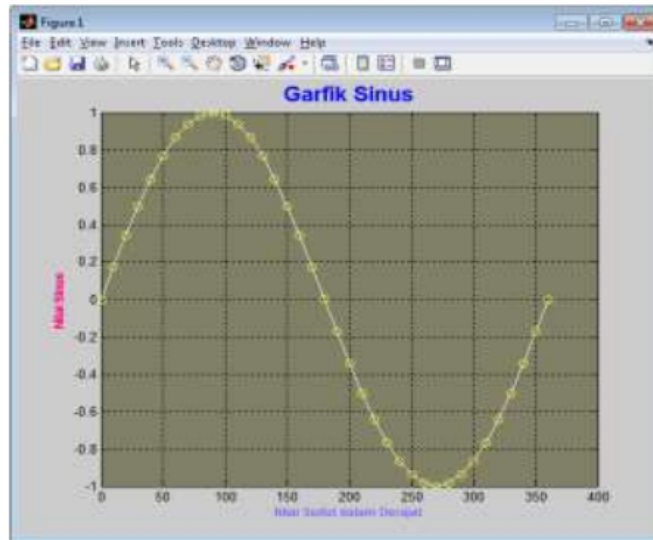 Figure 1
File Edit View Insert Tools Desktop Window Help
Garfik Sinus
1
0.8
0.6
0.4
0.2
0
-0.2
-0.4
-0.6
-0.8
-1
Nilai Sinus
0 50 100 150 200 250 300 350 400
Nilai Sudut dalam Derajat